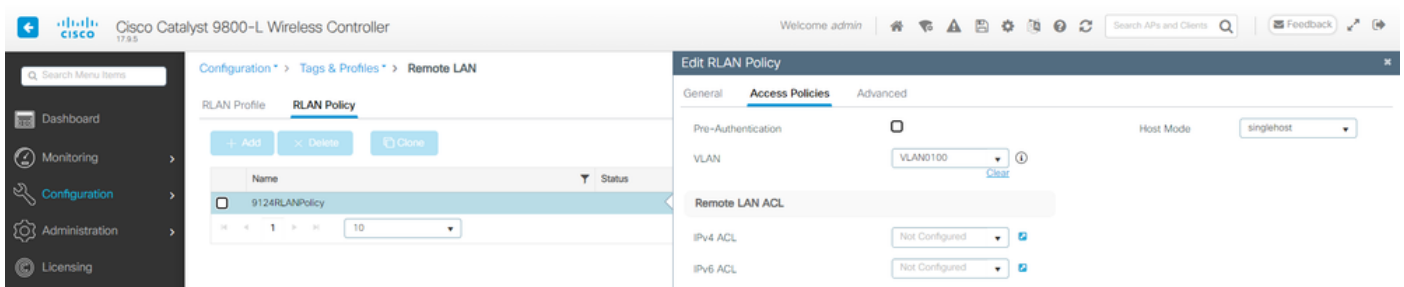 Cisco Catalyst 9800-L Wireless Controller
17.9.5
Welcome admin
Search APs and Clients
Feedback
Search Menu Items
Dashboard
Monitoring
Configuration
Administration
Licensing
Configuration > Tags & Profiles > Remote LAN
RLAN Profile RLAN Policy
+ Add × Delete Clone
Name Status
9124RLANPolicy
1 10
Edit RLAN Policy
General Access Policies Advanced
Pre-Authentication
Host Mode singlehost
VLAN VLAN0100
Clear
Remote LAN ACL
IPv4 ACL Not Configured
IPv6 ACL Not Configured
CISCO